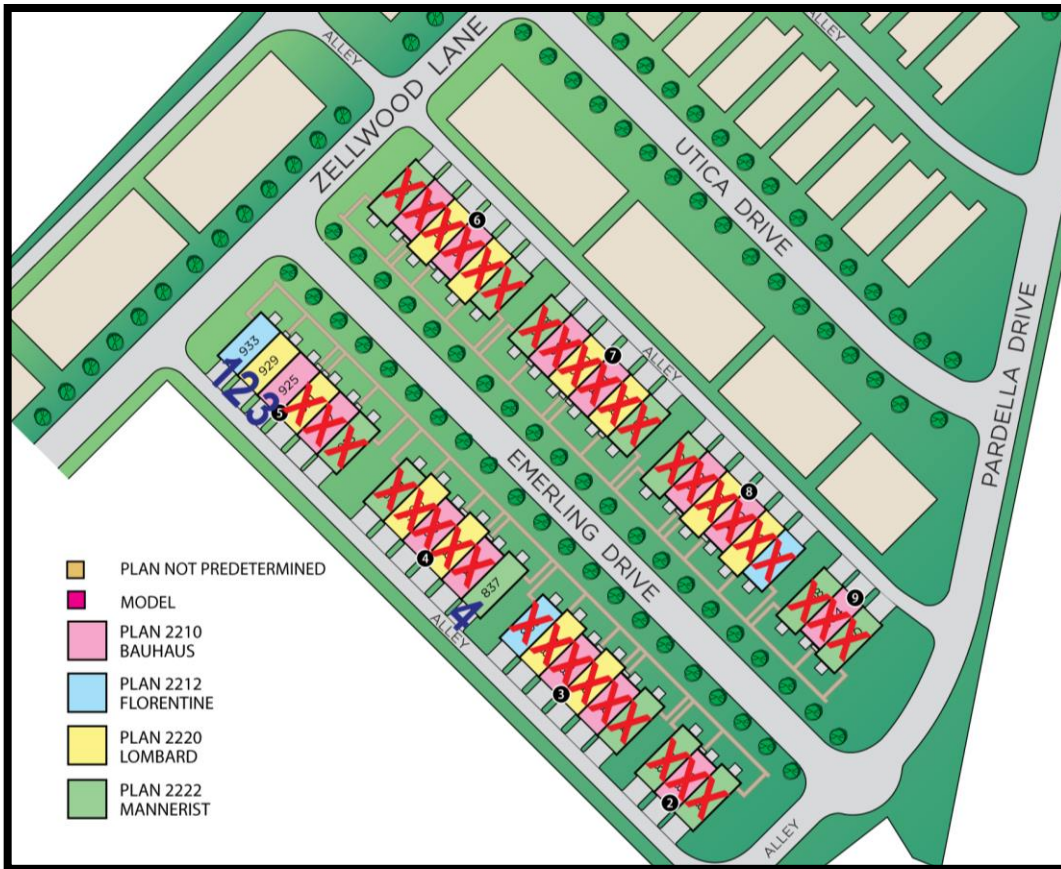 ALLEY
ZELLWOOD LANE
ALLEY
UTICA DRIVE
PARDELLA DRIVE
6
7
ALLEY
933
929
925
1
2
3
5
EMERLING DRIVE
8
4
837
4
ALLEY
9
3
2
ALLEY
PLAN NOT PREDETERMINED
MODEL
PLAN 2210
BAUHAUS
PLAN 2212
FLORENTINE
PLAN 2220
LOMBARD
PLAN 2222
MANNERIST